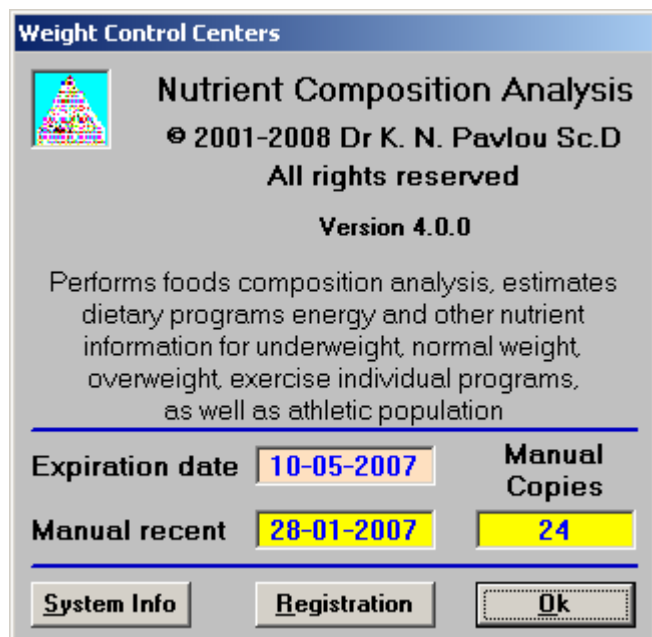 Weight Control Centers
Nutrient Composition Analysis
© 2001-2008 Dr K. N. Pavlou Sc.D
All rights reserved
Version 4.0.0
Performs foods composition analysis, estimates
dietary programs energy and other nutrient
information for underweight, normal weight,
overweight, exercise individual programs,
as well as athletic population
Expiration date 10-05-2007
Manual
Copies
Manual recent 28-01-2007 24
System Info Registration Ok